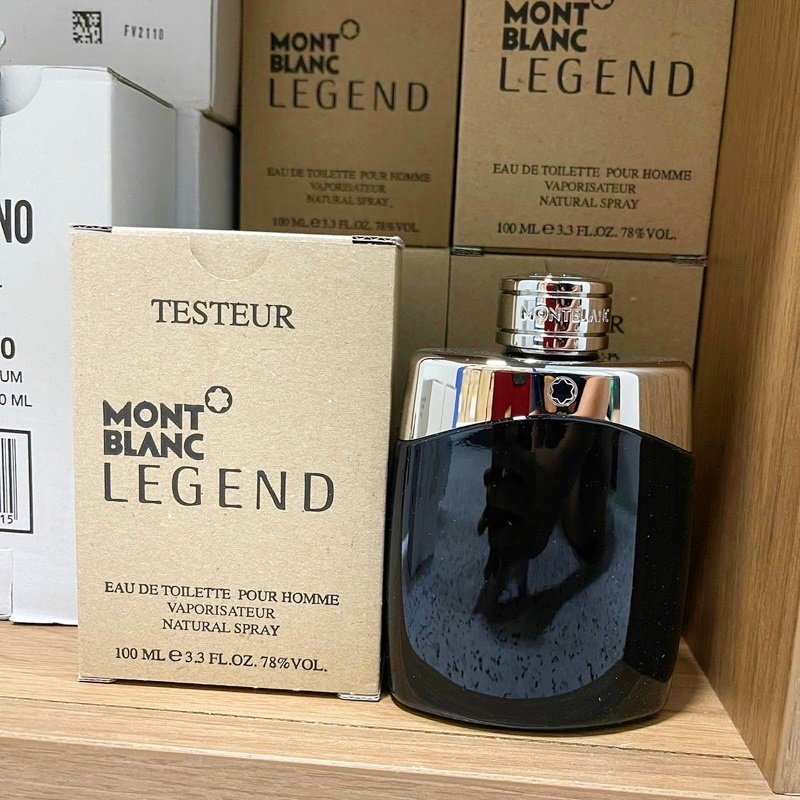 FV2110
MONT
BLANC
LEGEND
EAU DE TOILETTE POUR HOMME
VAPORISATEUR
NATURAL SPRAY
100 ML e 3.3 FL.OZ. 78%VOL.
MONT
BLANC
LEGEND
EAU DE TOILETTE POUR HOMME
VAPORISATEUR
NATURAL SPRAY
100 ML e 3.3 FL.OZ. 78%VOL.
NO
0
UM
0 ML
15
TESTEUR
MONT
BLANC
LEGEND
EAU DE TOILETTE POUR HOMME
VAPORISATEUR
NATURAL SPRAY
100 ML e 3.3 FL.OZ. 78%VOL.
MONTBLANC
R